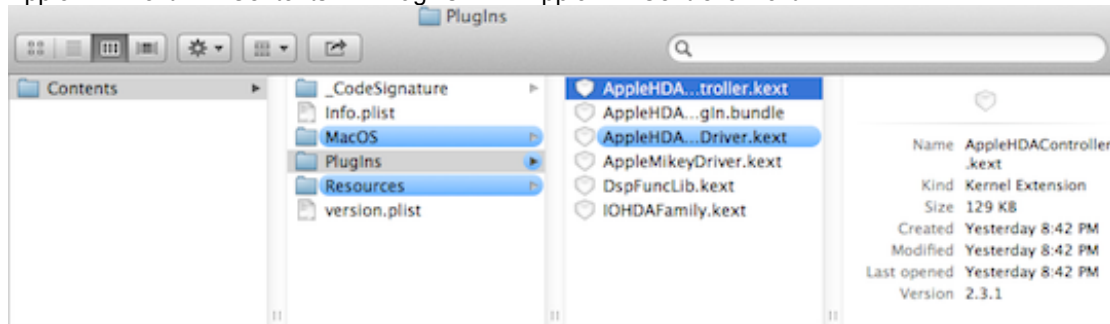 PlugIns
Contents
_CodeSignature
Info.plist
MacOS
PlugIns
Resources
version.plist
AppleHDA...troller.kext
AppleHDA...gIn.bundle
AppleHDA...Driver.kext
AppleMikeyDriver.kext
DspFuncLib.kext
IOHDAFamily.kext
Name AppleHDAController
.kext
Kind Kernel Extension
Size 129 KB
Created Yesterday 8:42 PM
Modified Yesterday 8:42 PM
Last opened Yesterday 8:42 PM
Version 2.3.1